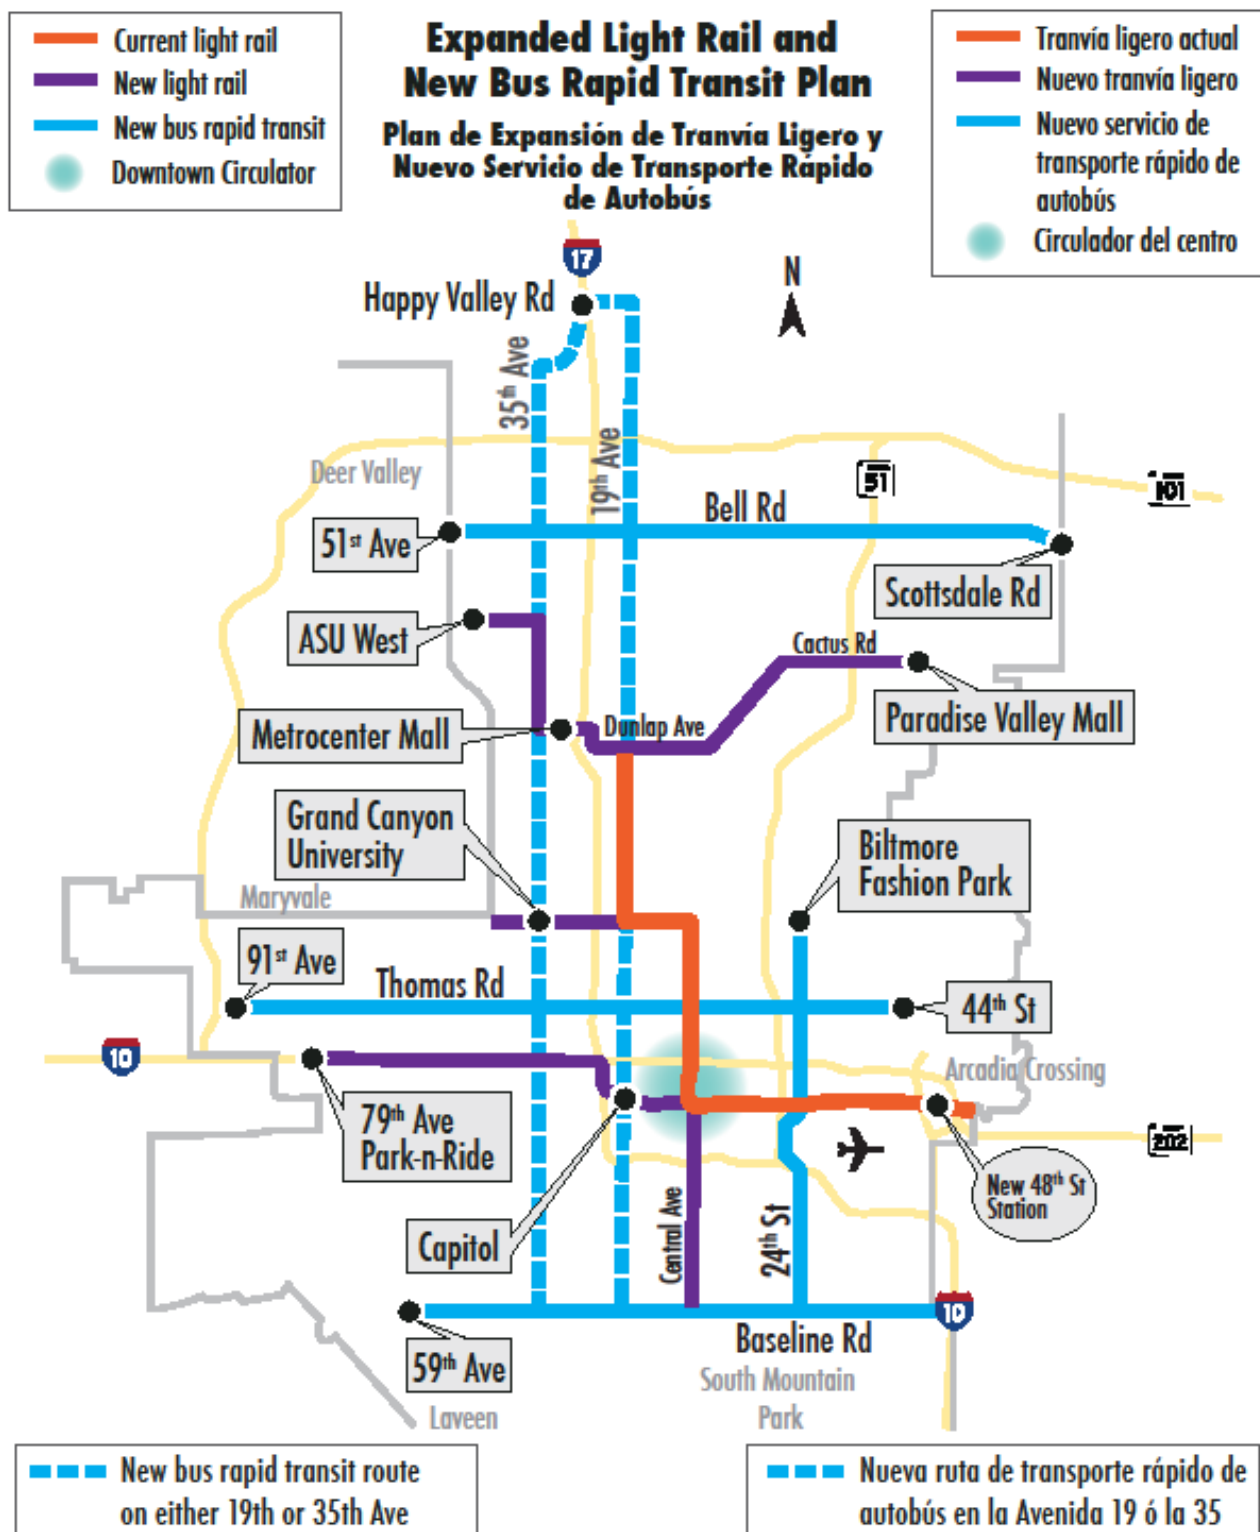 Current light rail
New light rail
New bus rapid transit
Downtown Circulator
Expanded Light Rail and
New Bus Rapid Transit Plan
Plan de Expansión de Tranvía Ligero y
Nuevo Servicio de Transporte Rápido
de Autobús
Tranvía ligero actual
Nuevo tranvía ligero
Nuevo servicio de
transporte rápido de
autobús
Circulador del centro
17
N
Happy Valley Rd
35th Ave
19th Ave
Deer Valley
51
101
Bell Rd
51st Ave
Scottsdale Rd
ASU West
Cactus Rd
Paradise Valley Mall
Metrocenter Mall
Dunlap Ave
Grand Canyon
University
Biltmore
Fashion Park
Maryvale
91st Ave
Thomas Rd
44th St
10
Arcadia Crossing
79th Ave
Park-n-Ride
202
New 48th St
Station
Capitol
Central Ave
24th St
10
59th Ave
Baseline Rd
South Mountain
Park
Laveen
New bus rapid transit route
on either 19th or 35th Ave
Nueva ruta de transporte rápido de
autobús en la Avenida 19 ó la 35